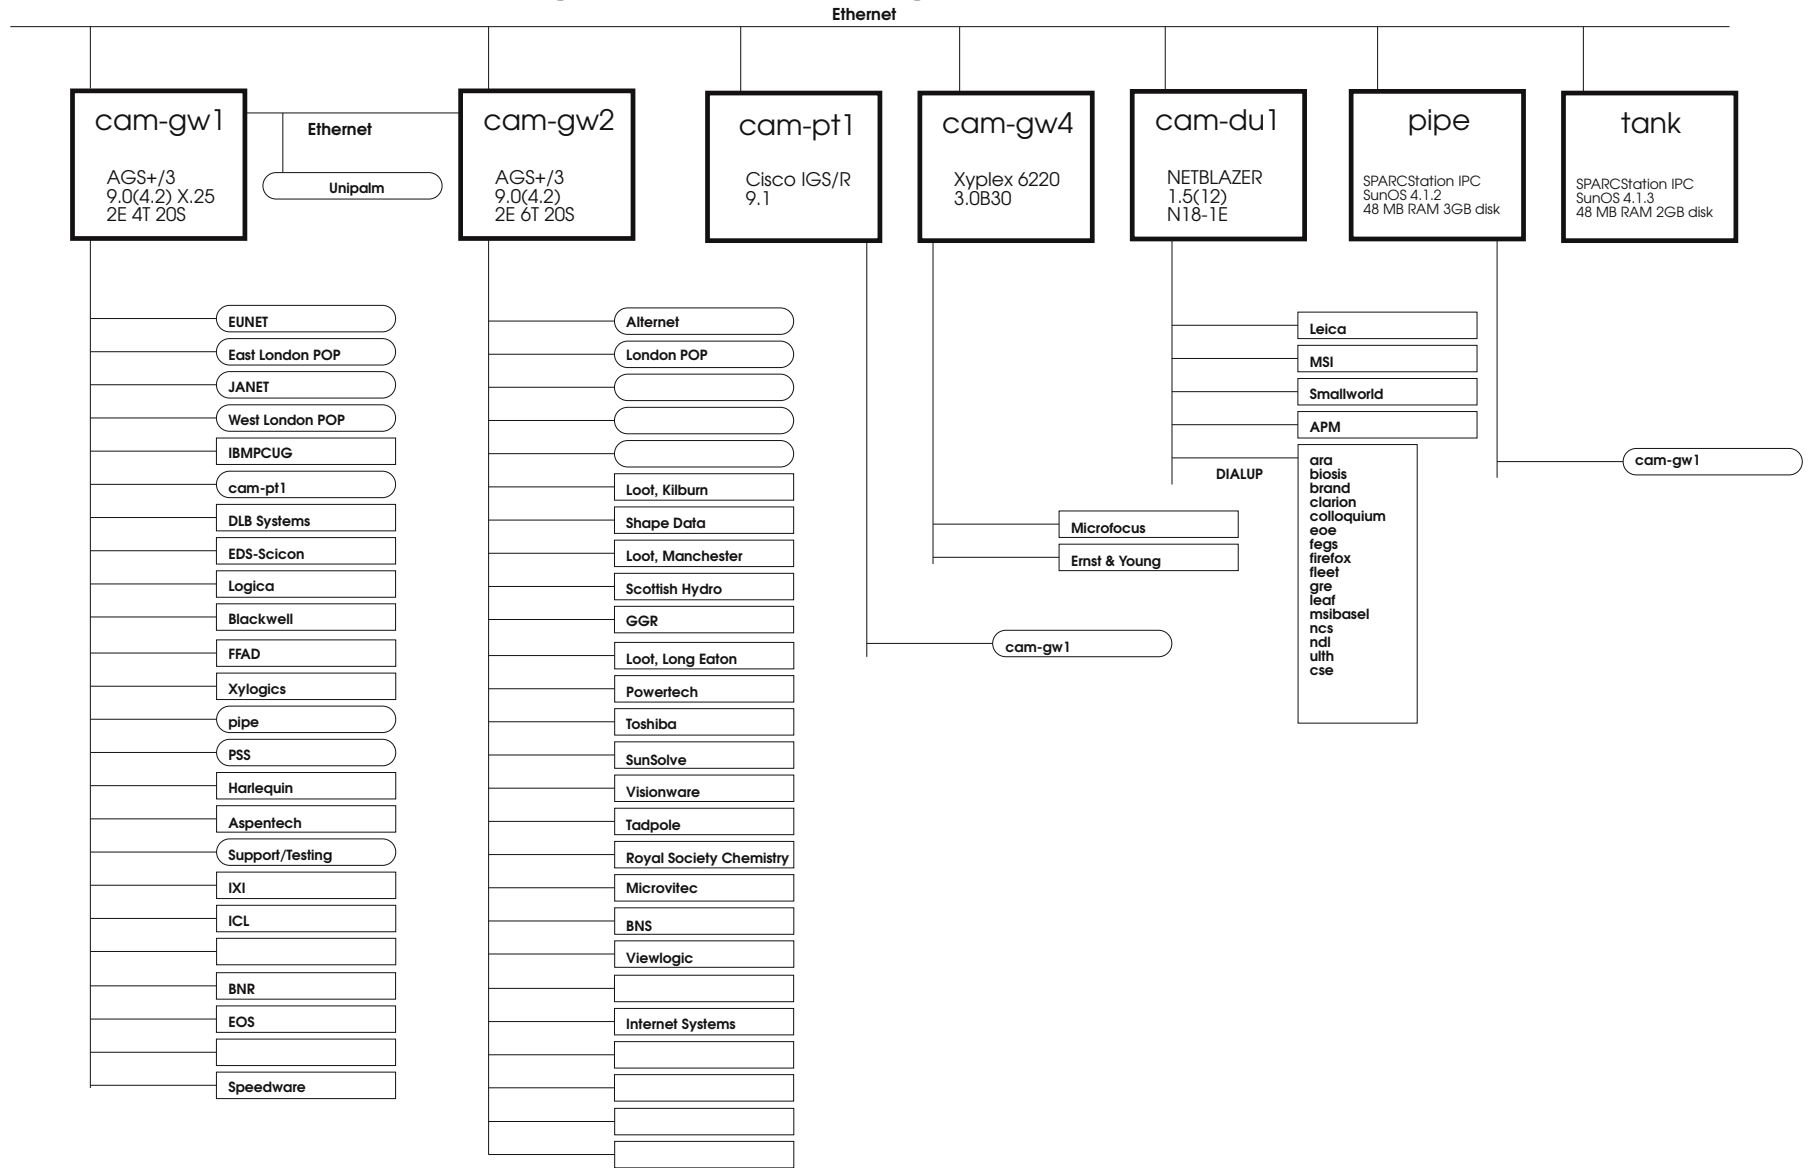 Ethernet
cam-gw1
AGS+/3
9.0(4.2) X.25
2E 4T 20S
Ethernet
Unipalm
cam-gw2
AGS+/3
9.0(4.2)
2E 6T 20S
cam-pt1
Cisco IGS/R
9.1
cam-gw4
Xyplex 6220
3.0B30
cam-du1
NETBLAZER
1.5(12)
N18-1E
pipe
SPARCStation IPC
SunOS 4.1.2
48 MB RAM 3GB disk
tank
SPARCStation IPC
SunOS 4.1.3
48 MB RAM 2GB disk
EUNET
East London POP
JANET
West London POP
IBMPCUG
cam-pt1
DLB Systems
EDS-Scicon
Logica
Blackwell
FFAD
Xylogics
pipe
PSS
Harlequin
Aspentech
Support/Testing
IXI
ICL
BNR
EOS
Speedware
Alternet
London POP
Loot, Kilburn
Shape Data
Loot, Manchester
Scottish Hydro
GGR
Loot, Long Eaton
Powertech
Toshiba
SunSolve
Visionware
Tadpole
Royal Society Chemistry
Microvitec
BNS
Viewlogic
Internet Systems
cam-gw1
Microfocus
Ernst & Young
Leica
MSI
Smallworld
APM
DIALUP
ara
biosis
brand
clarion
colloquium
eoe
fegs
firefox
fleet
gre
leaf
msibasel
ncs
ndl
ulth
cse
cam-gw1